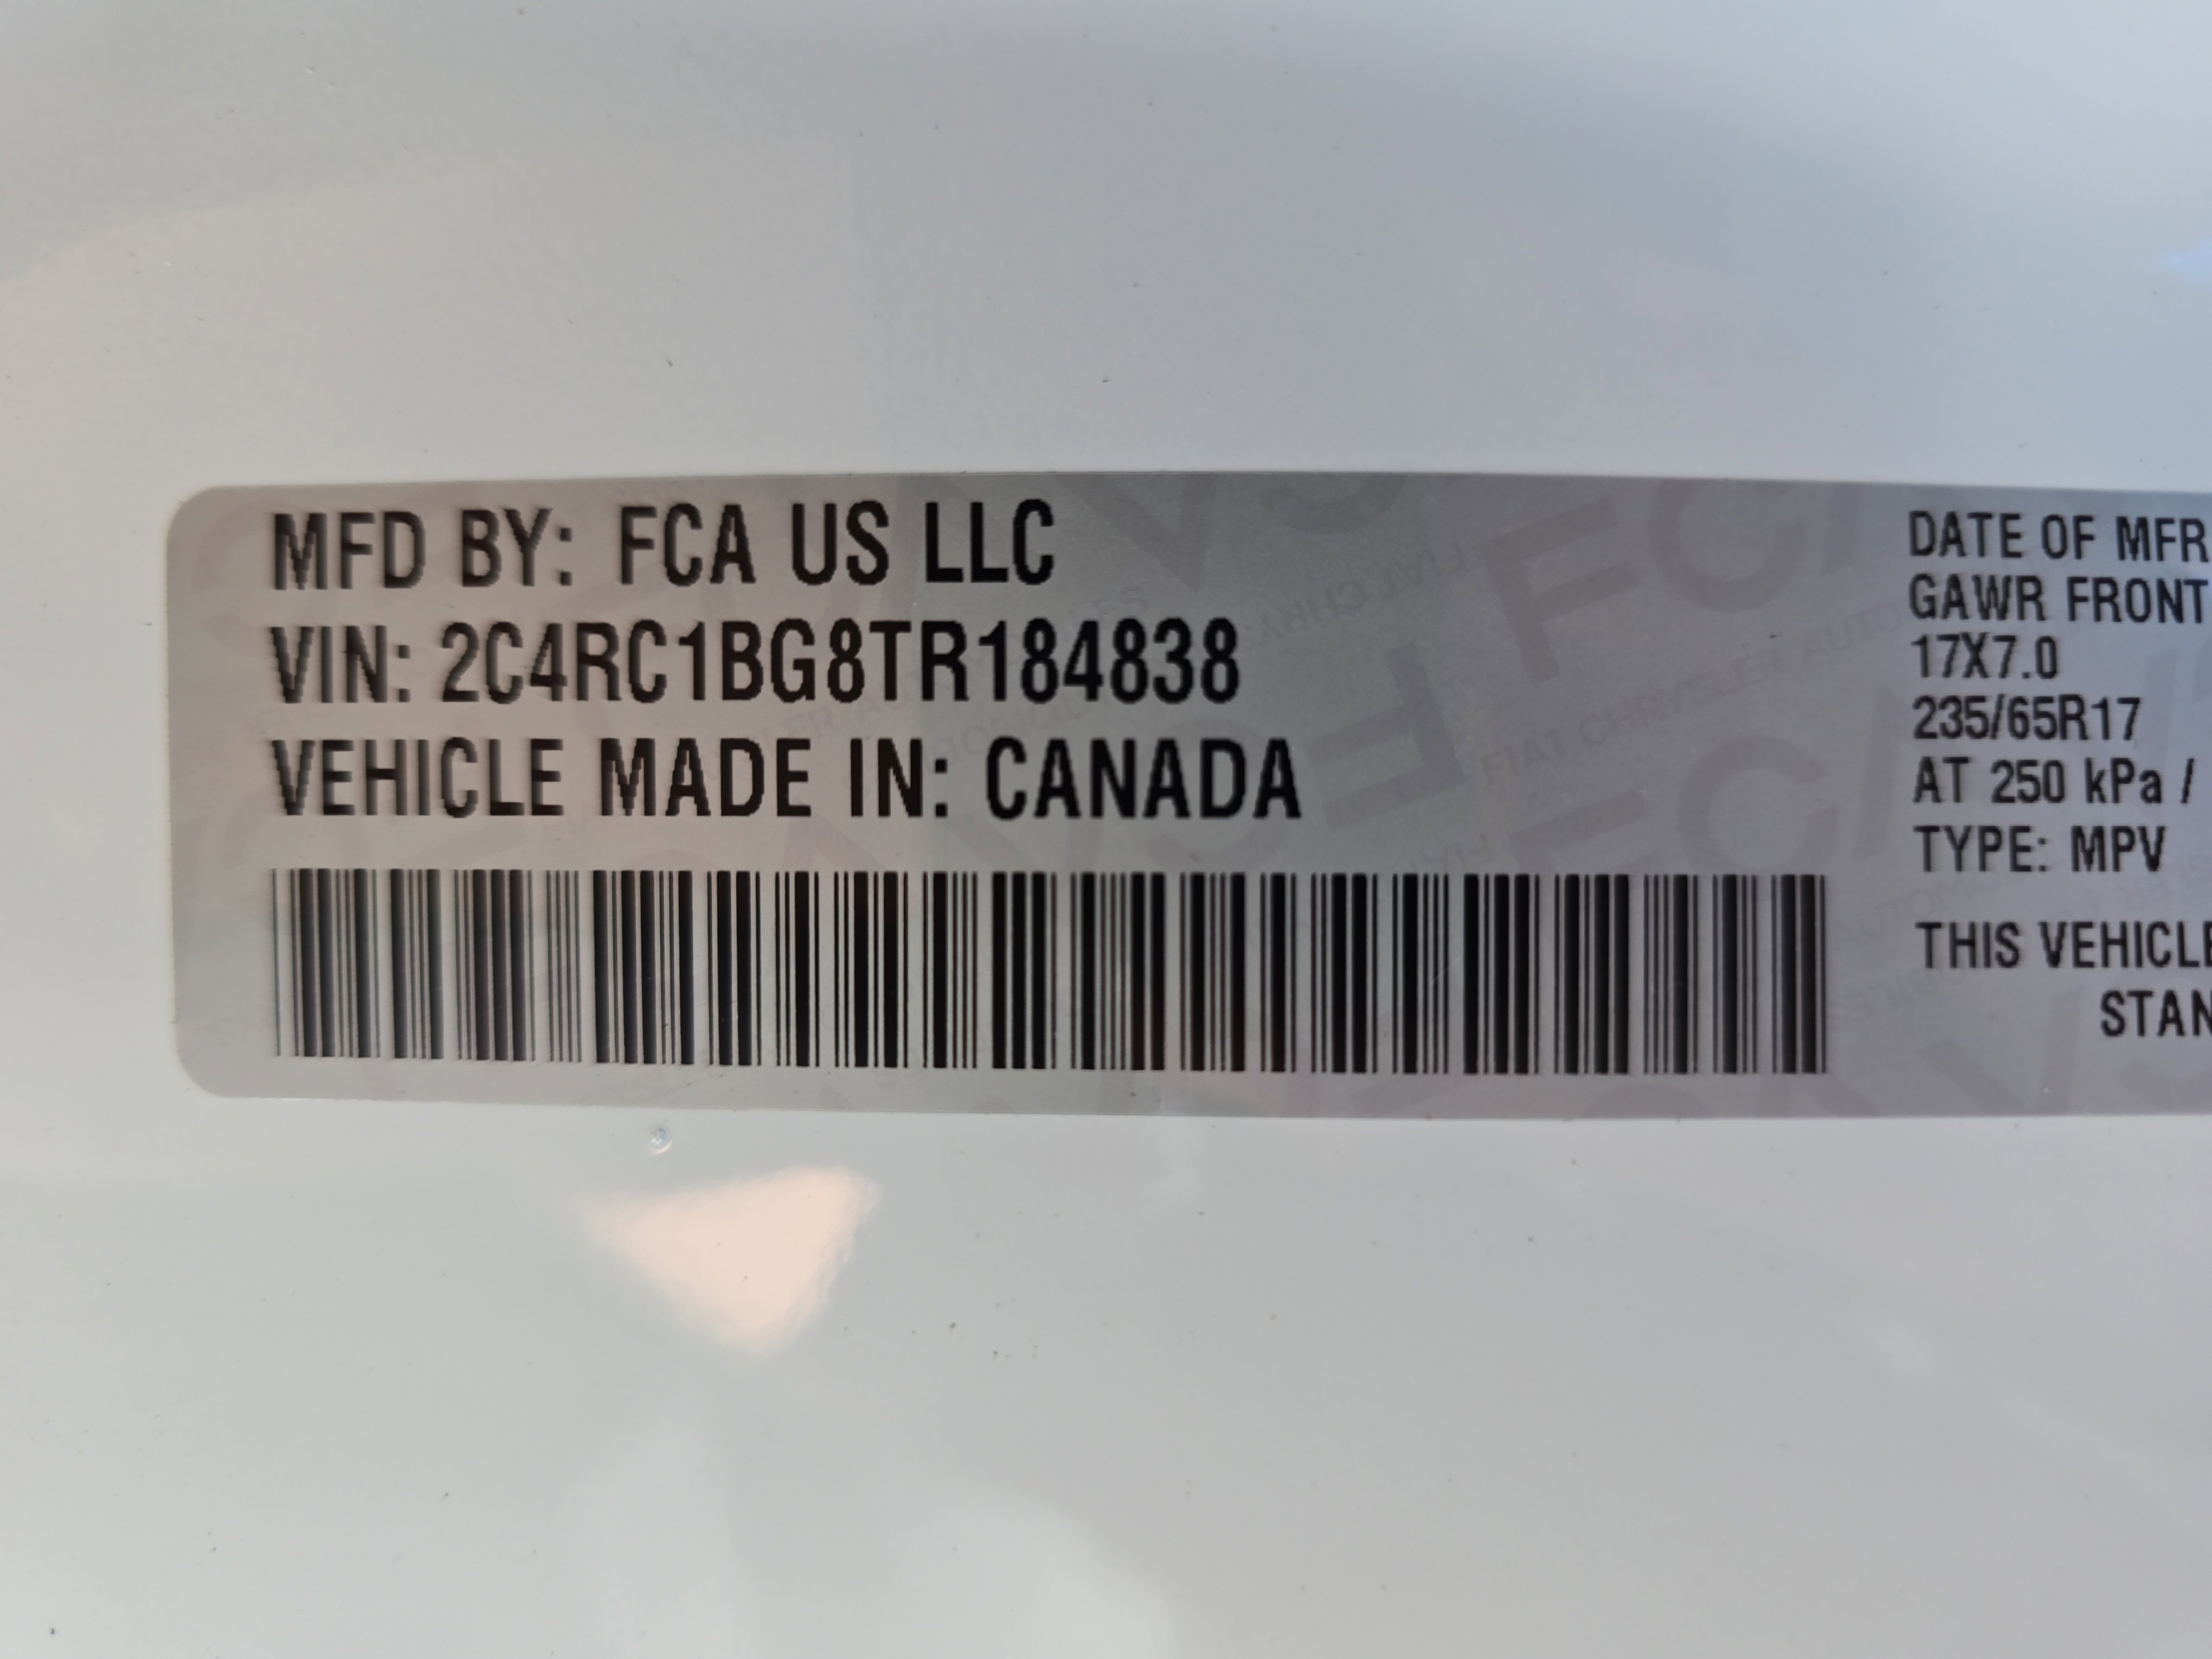 MFD BY: FCA US LLC
VIN: 2C4RC1BG8TR184838
VEHICLE MADE IN: CANADA
DATE OF MFR
GAWR FRONT
17X7.0
235/65R17
AT 250 kPa /
TYPE: MPV
THIS VEHICLE
STAN